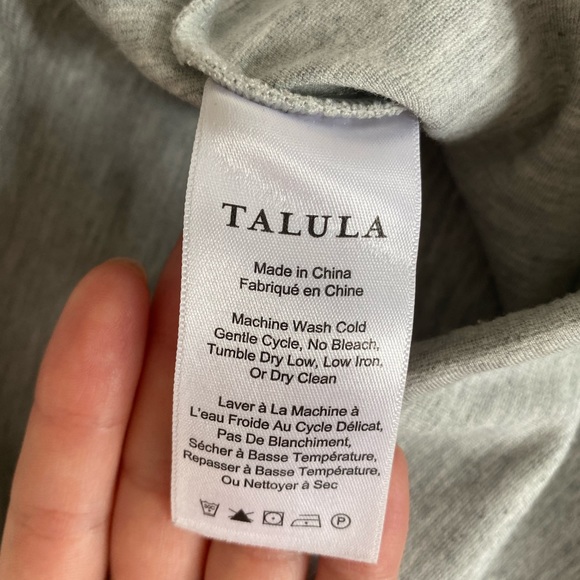 TALULA
Made in China
Fabriqué en Chine
Machine Wash Cold
Gentle Cycle, No Bleach,
Tumble Dry Low, Low Iron,
Or Dry Clean
Laver à La Machine à
L'eau Froide Au Cycle Délicat,
Pas De Blanchiment,
Sécher à Basse Température,
Repasser à Basse Température,
Ou Nettoyer à Sec
P